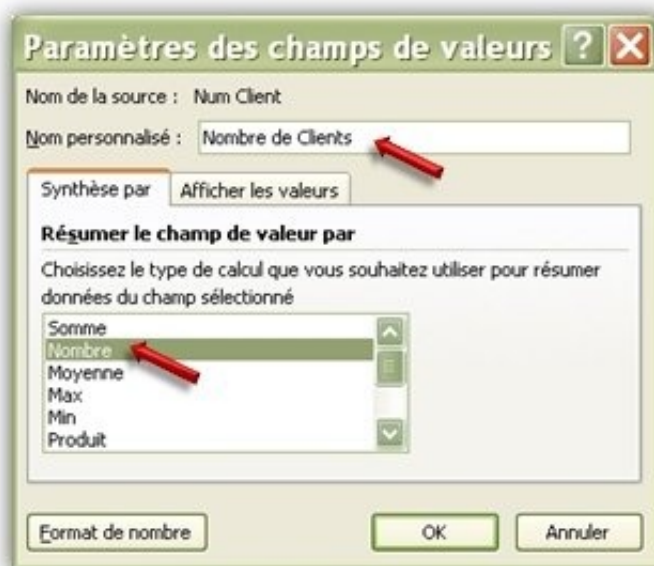 Paramètres des champs de valeurs
Nom de la source : Num Client
Nom personnalisé : Nombre de Clients
Synthèse par Afficher les valeurs
Résumer le champ de valeur par
Choisissez le type de calcul que vous souhaitez utiliser pour résumer
données du champ sélectionné
Somme
Nombre
Moyenne
Max
Min
Produit
Format de nombre OK Annuler